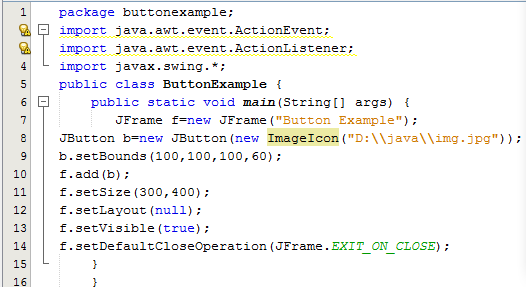 1 package buttonexample;
import java.awt.event.ActionEvent;
import java.awt.event.ActionListener;
4 import javax.swing.*;
5 public class ButtonExample {
6 public static void main(String[] args) {
7 JFrame f=new JFrame("Button Example");
8 JButton b=new JButton(new ImageIcon("D:\\java\\img.jpg"));
9 b.setBounds(100,100,100,60);
10 f.add(b);
11 f.setSize(300,400);
12 f.setLayout(null);
13 f.setVisible(true);
14 f.setDefaultCloseOperation(JFrame.EXIT_ON_CLOSE);
15 }
16 }